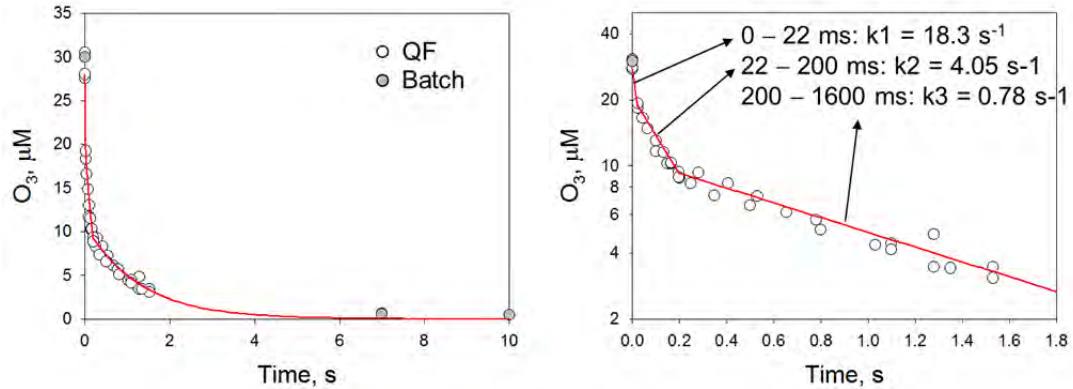 35
30
25
20
15
10
5
0
O₃, μM
QF
Batch
0 2 4 6 8 10
Time, s
40
20
10
8
6
4
2
O₃, μM
0 – 22 ms: k1 = 18.3 s⁻¹
22 – 200 ms: k2 = 4.05 s-1
200 – 1600 ms: k3 = 0.78 s-1
0.0 0.2 0.4 0.6 0.8 1.0 1.2 1.4 1.6 1.8
Time, s